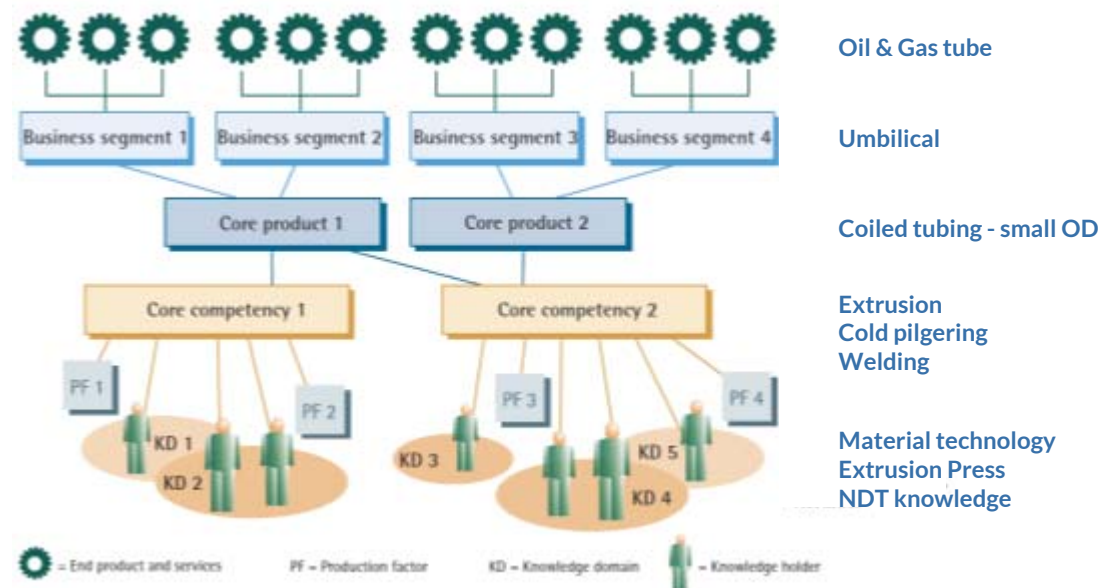 Oil & Gas tube
Business segment 1 Business segment 2 Business segment 3 Business segment 4
Umbilical
Core product 1 Core product 2
Coiled tubing - small OD
Core competency 1 Core competency 2
Extrusion
Cold pilgering
Welding
PF 1 PF 2 PF 3 PF 4
KD 1 KD 2 KD 3 KD 4 KD 5
Material technology
Extrusion Press
NDT knowledge
= End product and services PF = Production factor KD = Knowledge domain = Knowledge holder